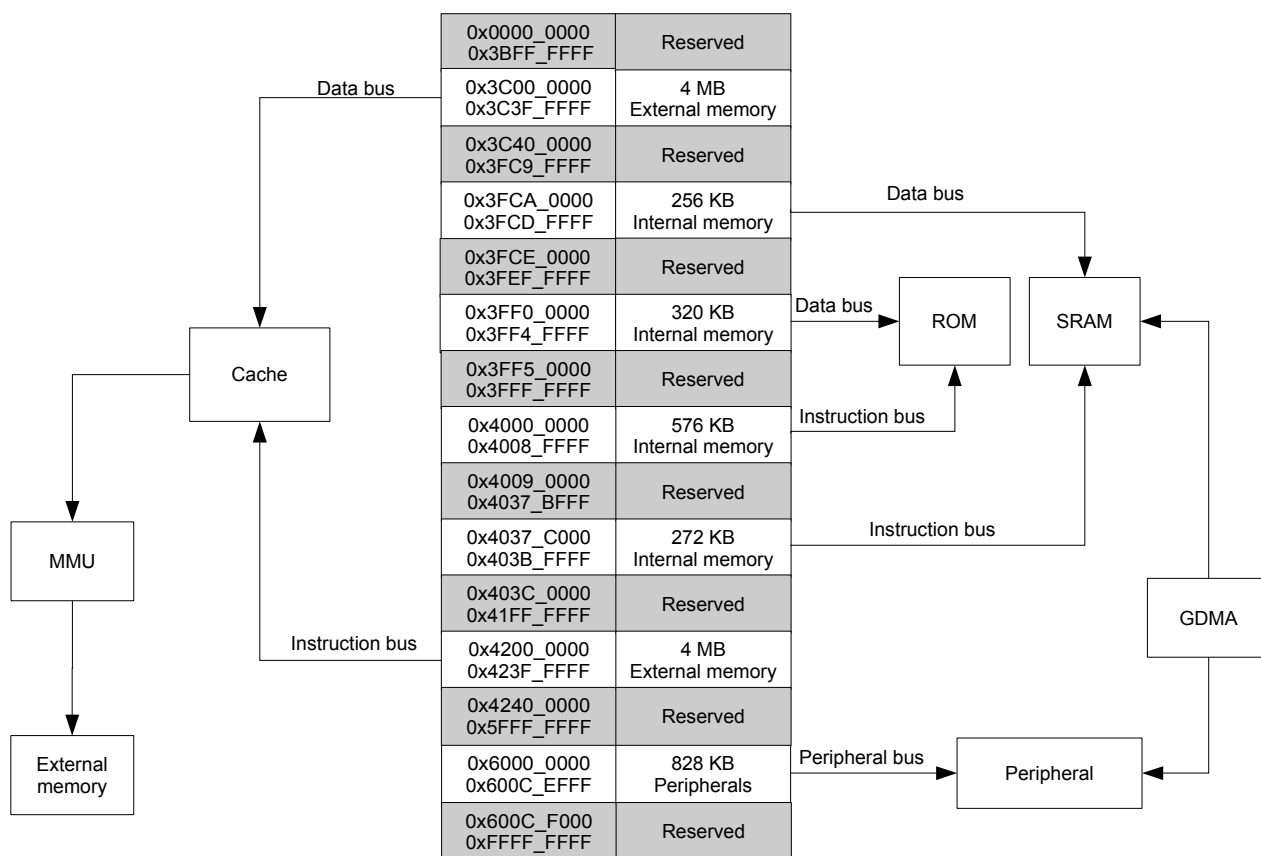 0x0000_0000
0x3BFF_FFFF
Reserved
Data bus
0x3C00_0000
0x3C3F_FFFF
4 MB
External memory
0x3C40_0000
0x3FC9_FFFF
Reserved
0x3FCA_0000
0x3FCD_FFFF
256 KB
Internal memory
Data bus
0x3FCE_0000
0x3FEF_FFFF
Reserved
0x3FF0_0000
0x3FF4_FFFF
320 KB
Internal memory
Data bus
ROM
SRAM
Cache
0x3FF5_0000
0x3FFF_FFFF
Reserved
0x4000_0000
0x4008_FFFF
576 KB
Internal memory
Instruction bus
0x4009_0000
0x4037_BFFF
Reserved
MMU
0x4037_C000
0x403B_FFFF
272 KB
Internal memory
Instruction bus
0x403C_0000
0x41FF_FFFF
Reserved
GDMA
Instruction bus
0x4200_0000
0x423F_FFFF
4 MB
External memory
0x4240_0000
0x5FFF_FFFF
Reserved
External
memory
0x6000_0000
0x600C_EFFF
828 KB
Peripherals
Peripheral bus
Peripheral
0x600C_F000
0xFFFF_FFFF
Reserved